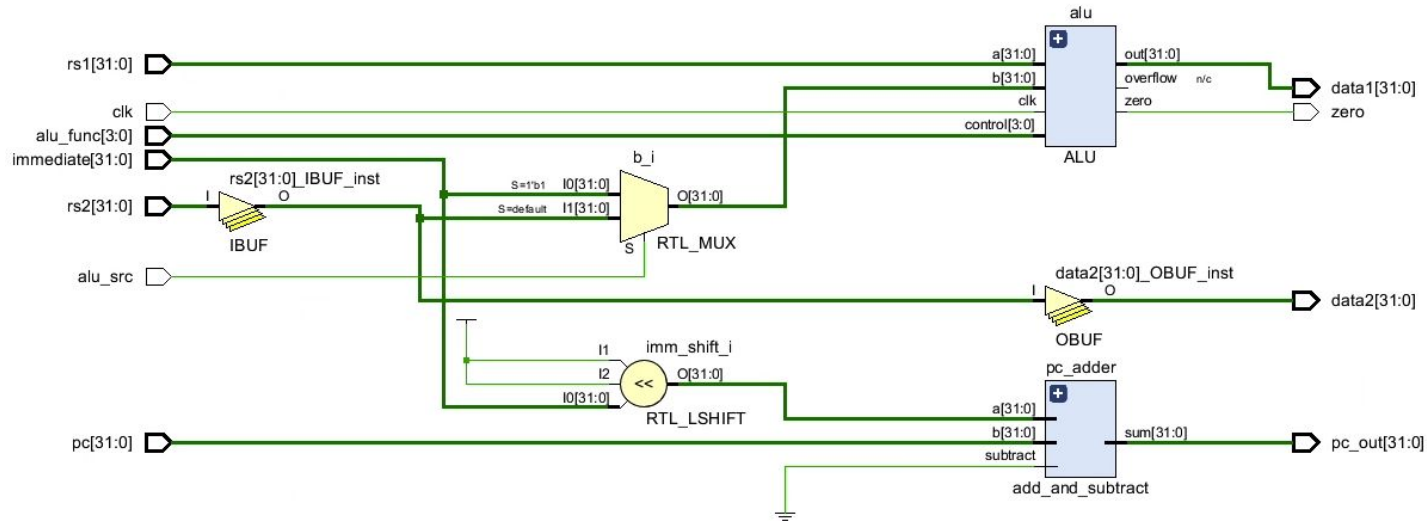 alu
rs1[31:0]
a[31:0]
out[31:0]
b[31:0]
overflow
n/c
data1[31:0]
clk
clk
zero
zero
alu_func[3:0]
control[3:0]
immediate[31:0]
ALU
b_i
rs2[31:0]_IBUF_inst
S=1'b1
I0[31:0]
O[31:0]
rs2[31:0]
I
O
S=default
I1[31:0]
IBUF
S
RTL_MUX
alu_src
data2[31:0]_OBUF_inst
I
O
data2[31:0]
OBUF
imm_shift_i
I1
I2
<<
O[31:0]
I0[31:0]
RTL_LSHIFT
pc_adder
a[31:0]
pc[31:0]
b[31:0]
sum[31:0]
pc_out[31:0]
subtract
add_and_subtract